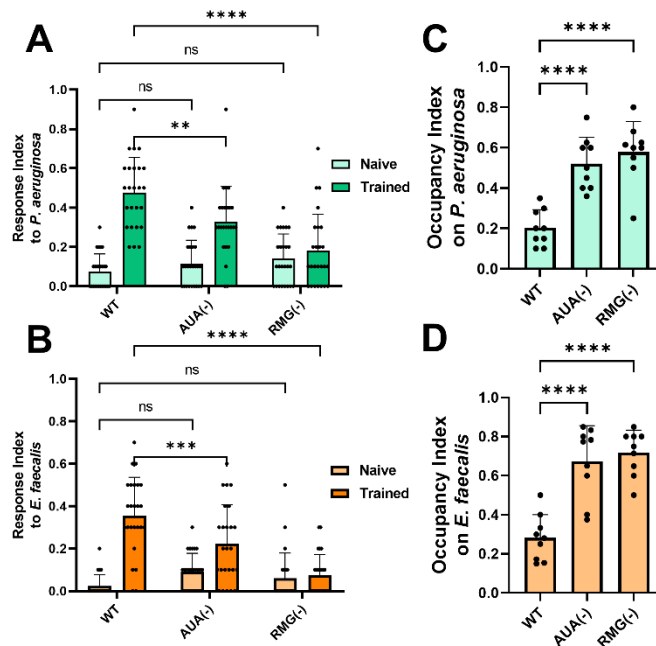 A
****
ns
ns
**
Response Index
to P. aeruginosa
1.0
0.8
0.6
0.4
0.2
0.0
Naive
Trained
WT
AUA(-)
RMG(-)
C
****
****
Occupancy Index
on P. aeruginosa
1.0
0.8
0.6
0.4
0.2
0.0
WT
AUA(-)
RMG(-)
B
****
ns
ns
***
Response Index
to E. faecalis
1.0
0.8
0.6
0.4
0.2
0.0
Naive
Trained
WT
AUA(-)
RMG(-)
D
****
****
Occupancy Index
on E. faecalis
1.0
0.8
0.6
0.4
0.2
0.0
WT
AUA(-)
RMG(-)